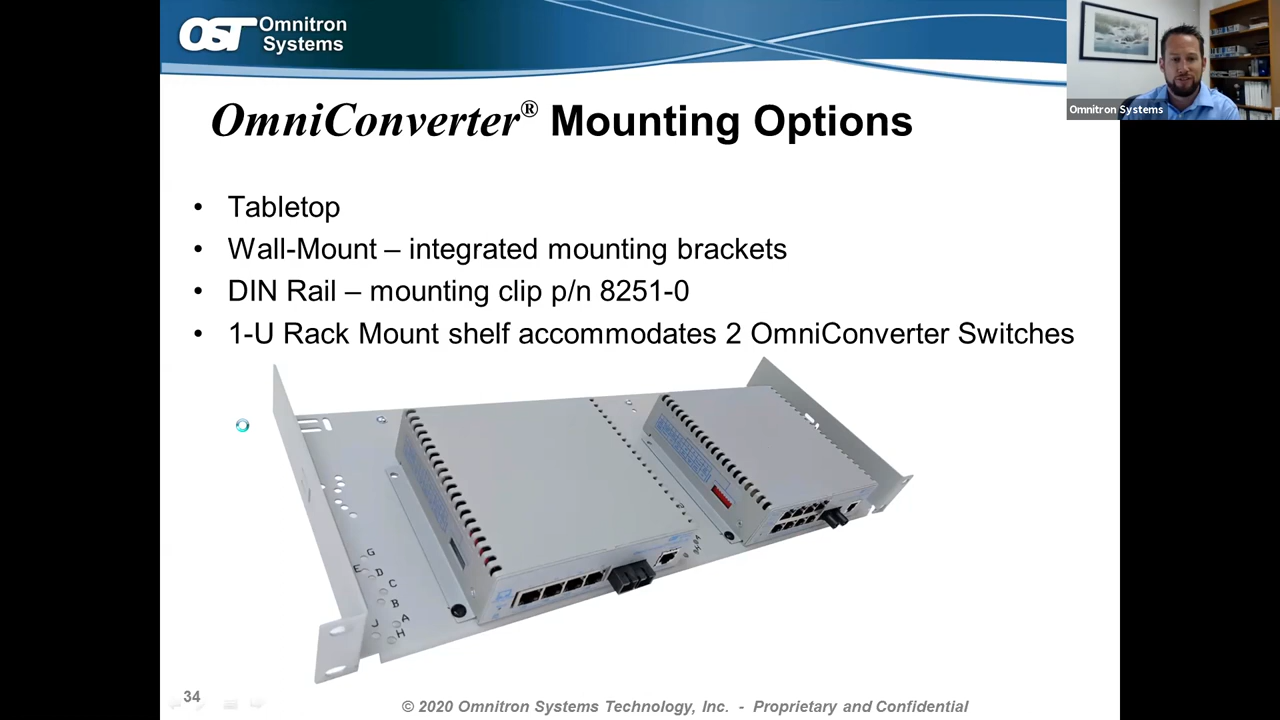 OST Omnitron
Systems
Omnitron Systems
OmniConverter® Mounting Options
• Tabletop
• Wall-Mount – integrated mounting brackets
• DIN Rail – mounting clip p/n 8251-0
• 1-U Rack Mount shelf accommodates 2 OmniConverter Switches
G
E D
C
B
A
J
H
34
© 2020 Omnitron Systems Technology, Inc. - Proprietary and Confidential